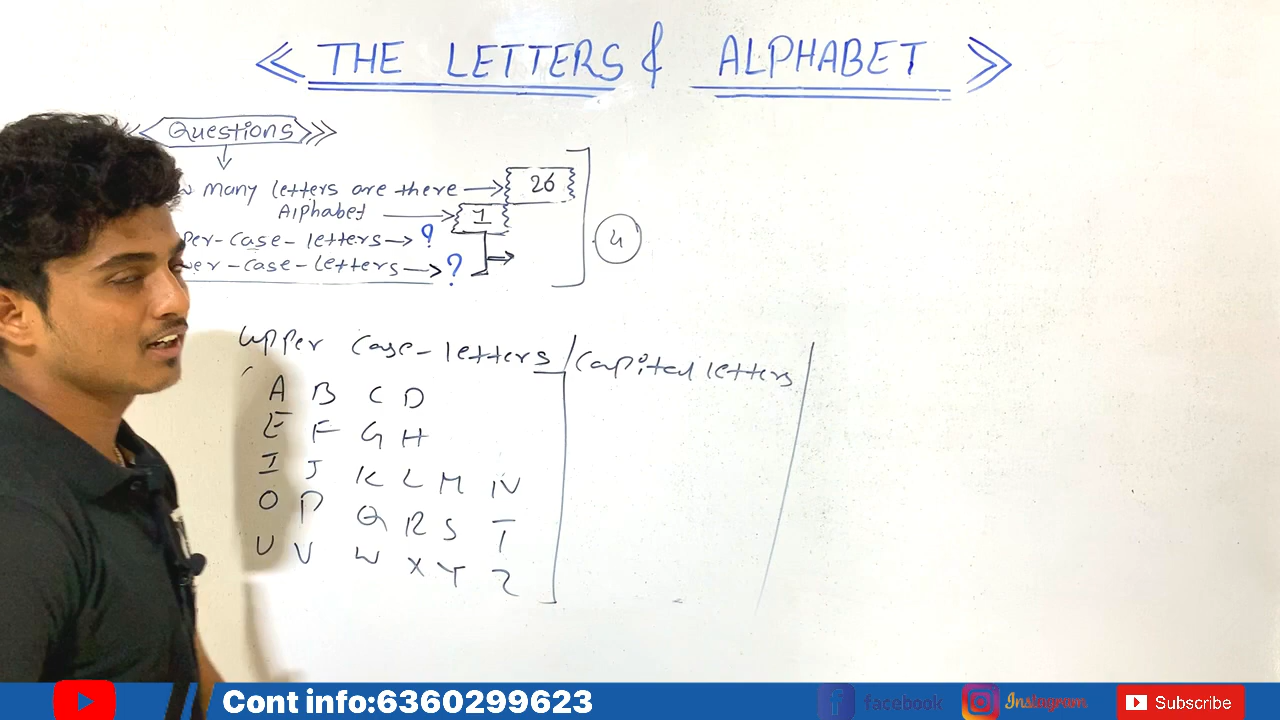 THE LETTERS & ALPHABET
Questions
many letters are there → 26
Alphabet → 1
per-case-letters → ?
wer-case-letters → ?
4
upper case-letters / capital letters
A B C D
E F G H
I J K L M N
O P Q R S T
U V W X Y Z
Cont info:6360299623
facebook
Instagram
Subscribe